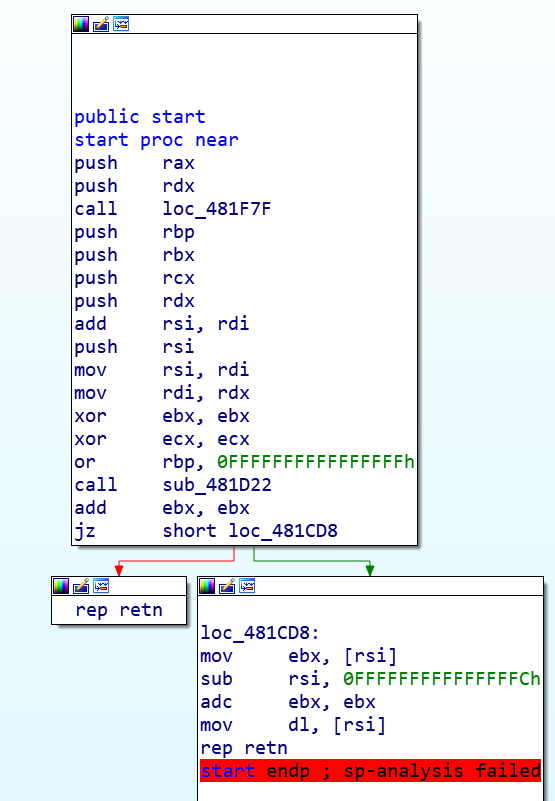 public start
start proc near
push rax
push rdx
call loc_481F7F
push rbp
push rbx
push rcx
push rdx
add rsi, rdi
push rsi
mov rsi, rdi
mov rdi, rdx
xor ebx, ebx
xor ecx, ecx
or rbp, 0FFFFFFFFFFFFFFFFh
call sub_481D22
add ebx, ebx
jz short loc_481CD8
rep retn
loc_481CD8:
mov ebx, [rsi]
sub rsi, 0FFFFFFFFFFFFFFFCh
adc ebx, ebx
mov dl, [rsi]
rep retn
start endp ; sp-analysis failed